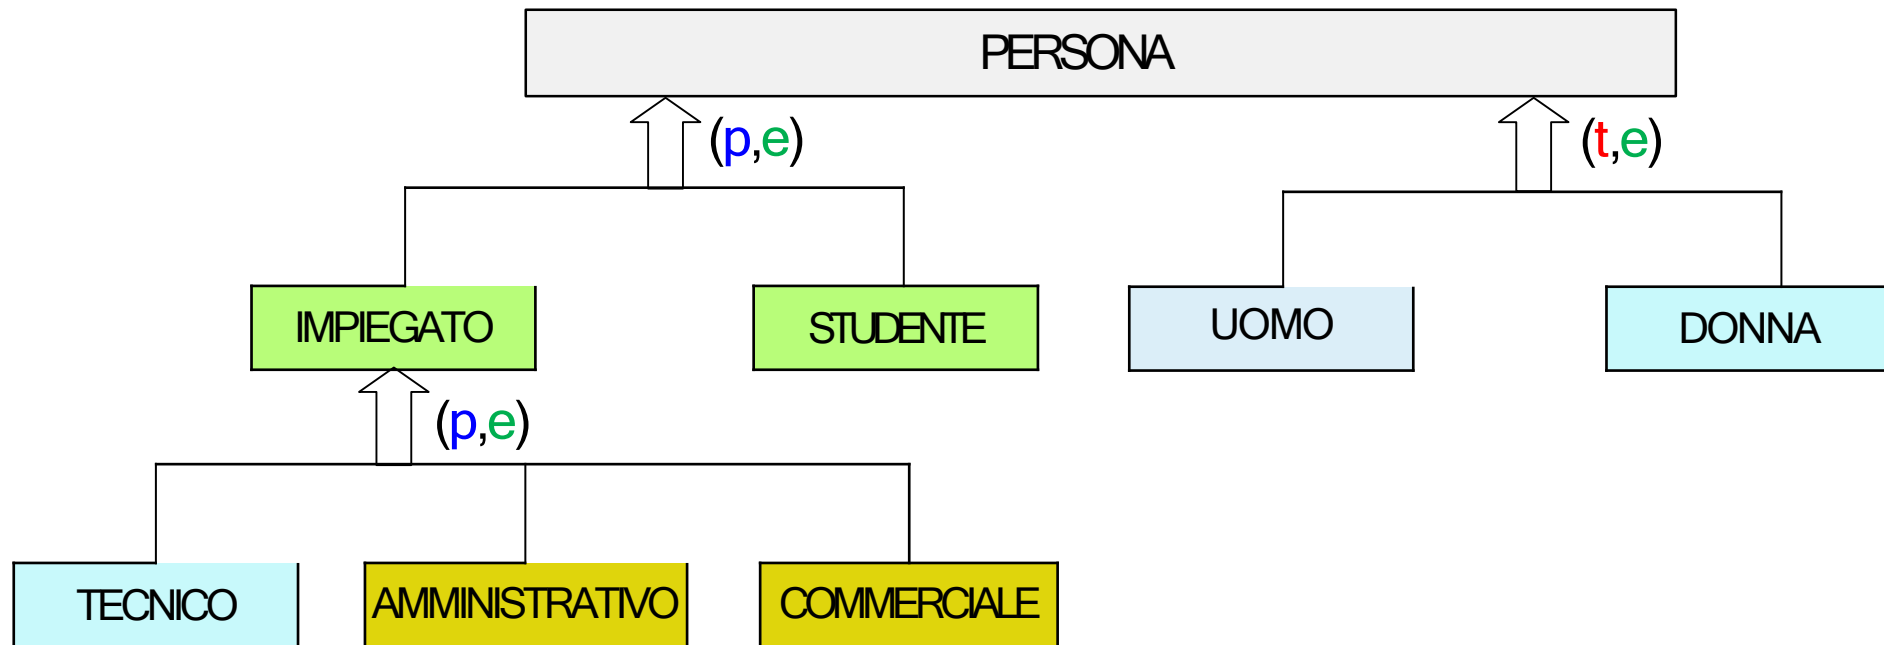 PERSONA
(p,e)
(t,e)
IMPIEGATO
STUDENTE
UOMO
DONNA
(p,e)
TECNICO
AMMINISTRATIVO
COMMERCIALE